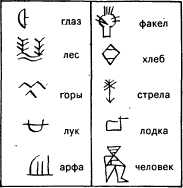 глаз
лес
горы
лук
арфа
факел
хлеб
стрела
лодка
человек